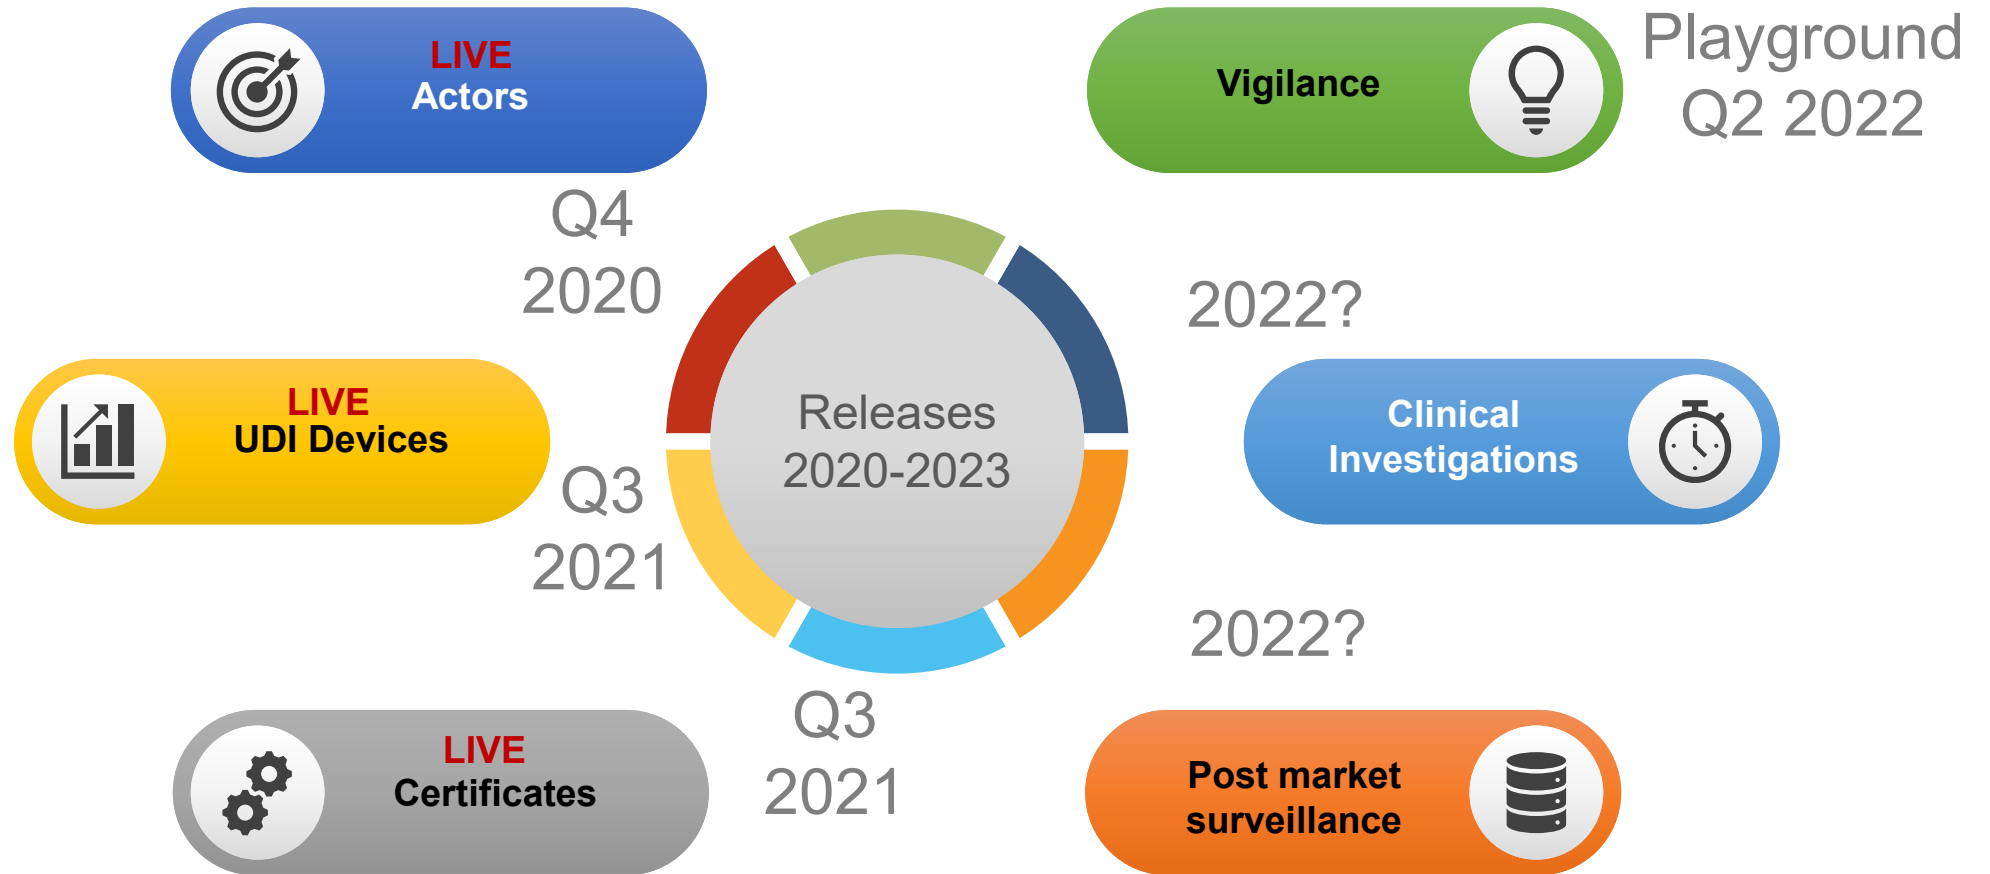 LIVE
Actors
Q4
2020
LIVE
UDI Devices
Q3
2021
LIVE
Certificates
Q3
2021
Releases
2020-2023
Vigilance
Playground
Q2 2022
2022?
Clinical
Investigations
2022?
Post market
surveillance